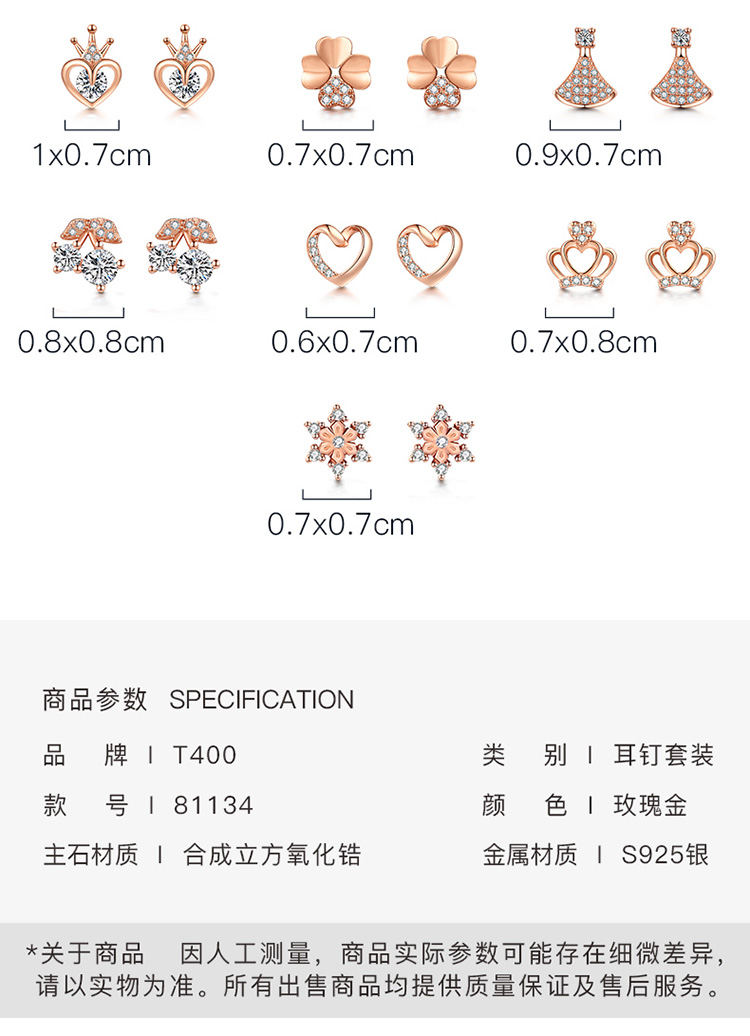 1x0.7cm 0.7x0.7cm 0.9x0.7cm
0.8x0.8cm 0.6x0.7cm 0.7x0.8cm
0.7x0.7cm
商品参数 SPECIFICATION
品 牌 | T400 类 别 | 耳钉套装
款 号 | 81134 颜 色 | 玫瑰金
主石材质 | 合成立方氧化锆 金属材质 | S925银
*关于商品 因人工测量，商品实际参数可能存在细微差异，
请以实物为准。所有出售商品均提供质量保证及售后服务。